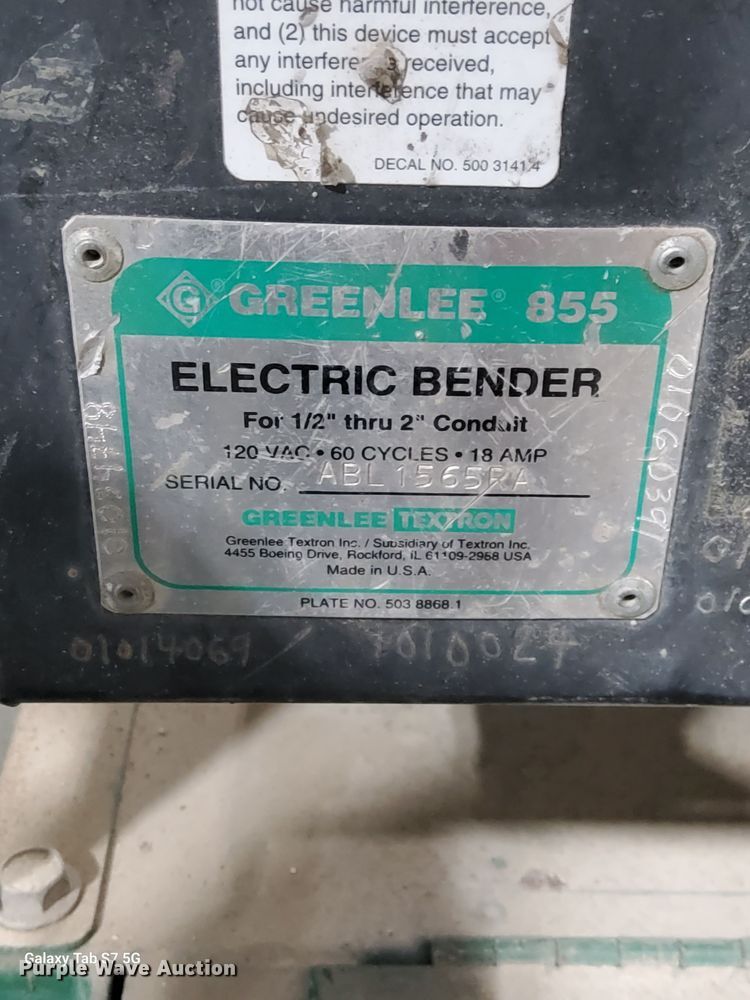 not cause harmful interference,
and (2) this device must accept
any interference received,
including interference that may
cause undesired operation.
DECAL NO. 500 3141.4
G® GREENLEE® 855
ELECTRIC BENDER
For 1/2" thru 2" Conduit
120 VAC • 60 CYCLES • 18 AMP
SERIAL NO. ABL1565RA
GREENLEE TEXTRON
Greenlee Textron Inc. / Subsidiary of Textron Inc.
4455 Boeing Drive, Rockford, IL 61109-2988 USA
Made in U.S.A.
PLATE NO. 503 8868.1
01060391
01014069
Galaxy Tab S7 5G
Purple Wave Auction